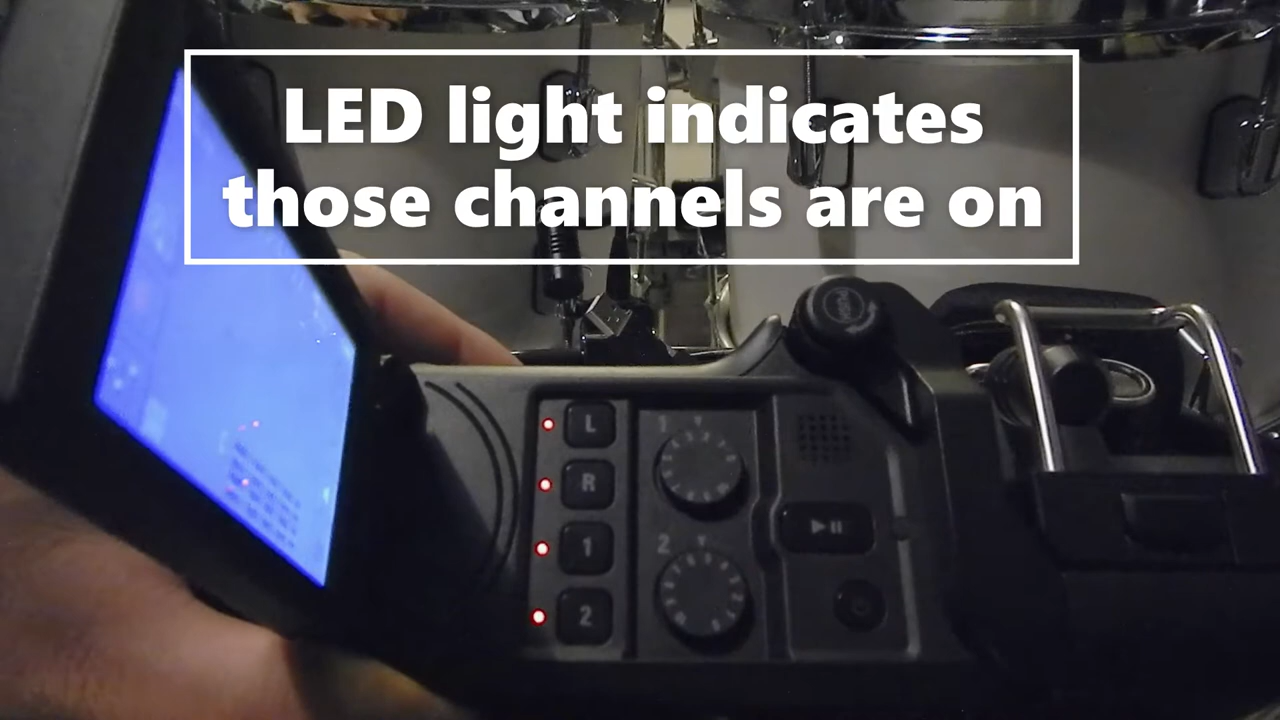 LED light indicates
those channels are on
L
R
1
2
1
2